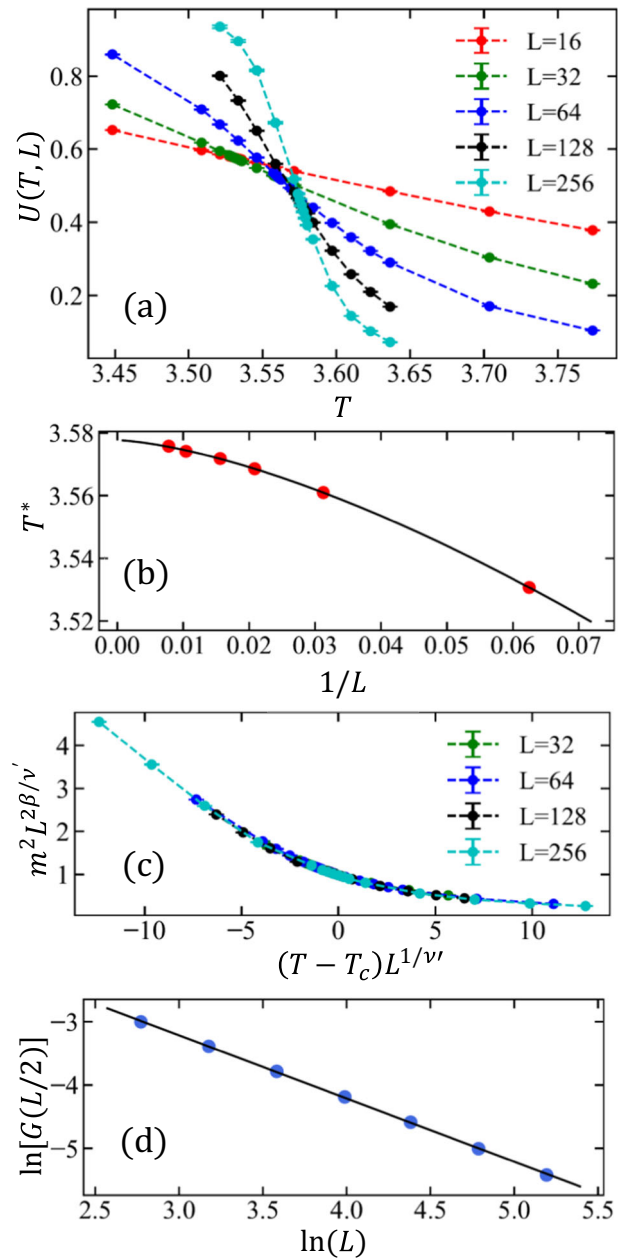 0.8
0.6
0.4
0.2
U(T, L)
L=16
L=32
L=64
L=128
L=256
(a)
3.45 3.50 3.55 3.60 3.65 3.70 3.75
T
3.58
3.56
3.54
3.52
T*
(b)
0.00 0.01 0.02 0.03 0.04 0.05 0.06 0.07
1/L
4
3
2
1
m²L^{2β/ν′}
L=32
L=64
L=128
L=256
(c)
−10 −5 0 5 10
(T − T_c)L^{1/ν′}
−3
−4
−5
ln[G(L/2)]
(d)
2.5 3.0 3.5 4.0 4.5 5.0 5.5
ln(L)